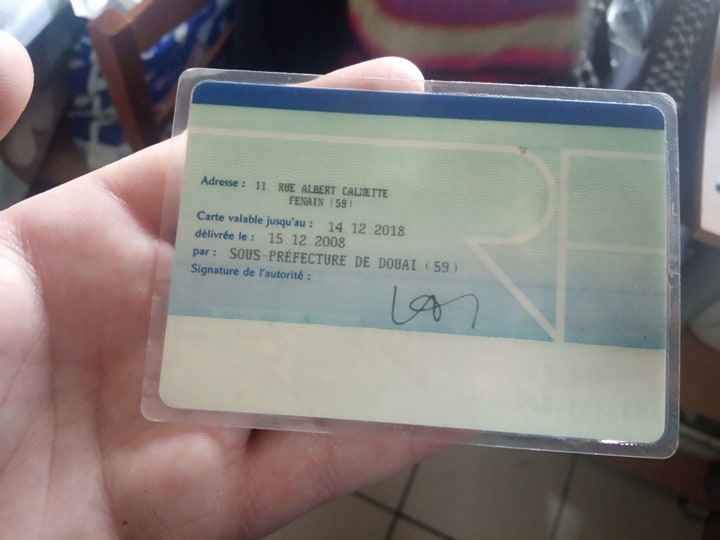 Adresse : 11 RUE ALBERT CALMETTE
FENAIN (59)
Carte valable jusqu'au : 14.12.2018
délivrée le : 15.12.2008
par : SOUS-PRÉFECTURE DE DOUAI (59)
Signature de l'autorité :
RF